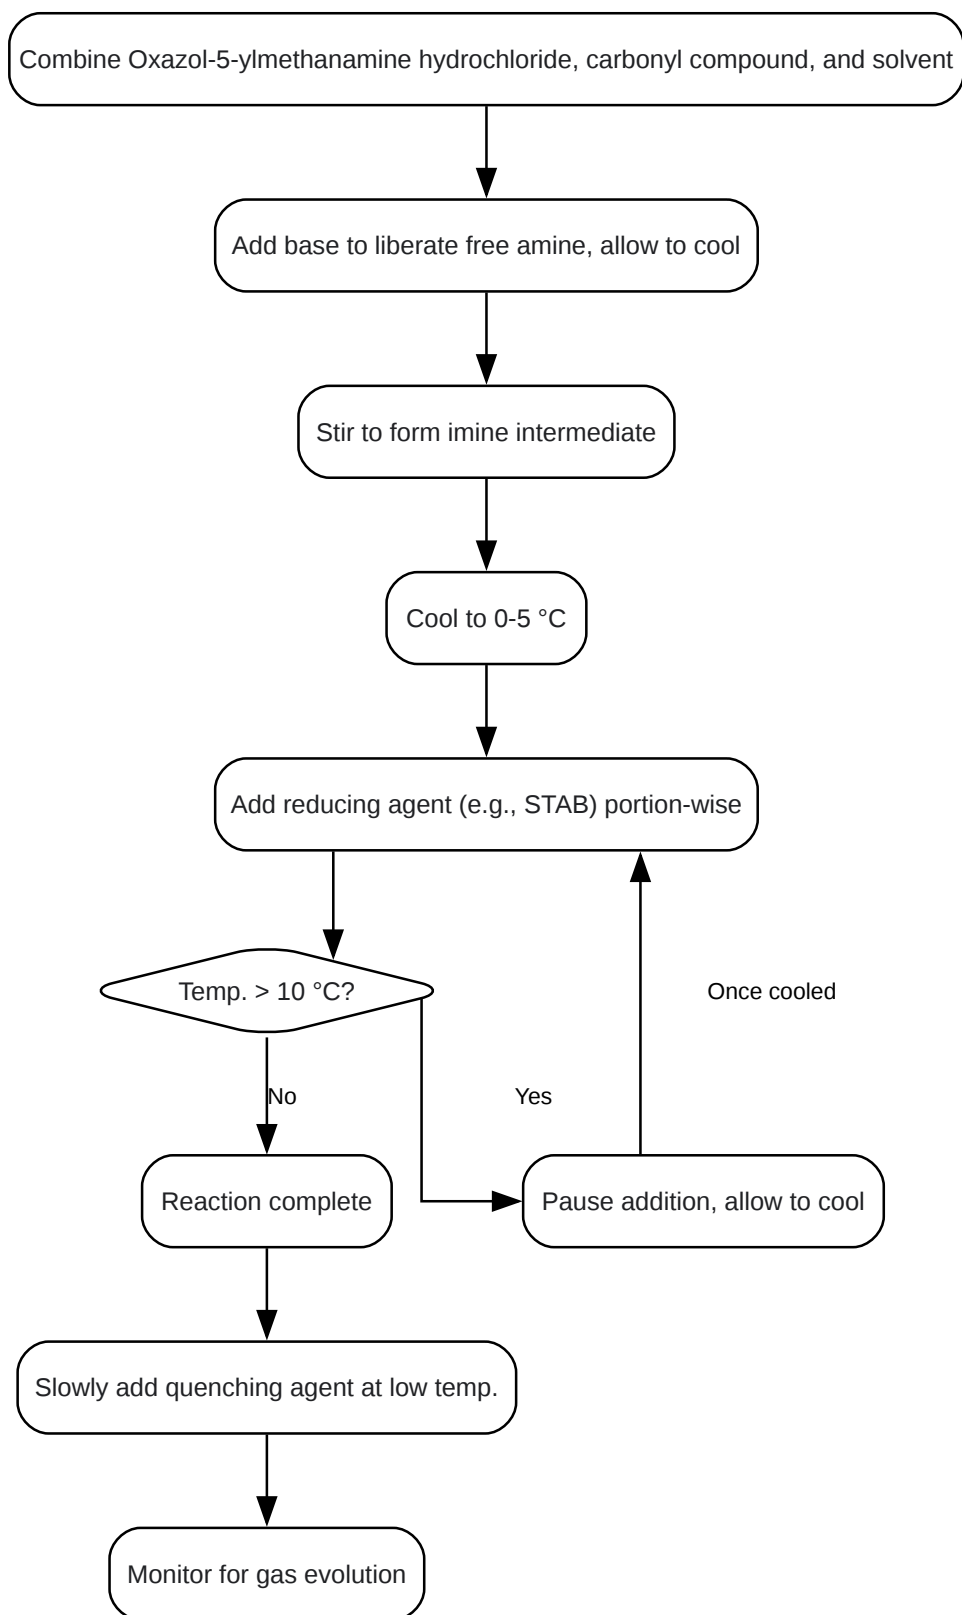 Combine Oxazol-5-ylmethanamine hydrochloride, carbonyl compound, and solvent
Add base to liberate free amine, allow to cool
Stir to form imine intermediate
Cool to 0-5 °C
Add reducing agent (e.g., STAB) portion-wise
Temp. > 10 °C?
Once cooled
No
Yes
Reaction complete
Pause addition, allow to cool
Slowly add quenching agent at low temp.
Monitor for gas evolution